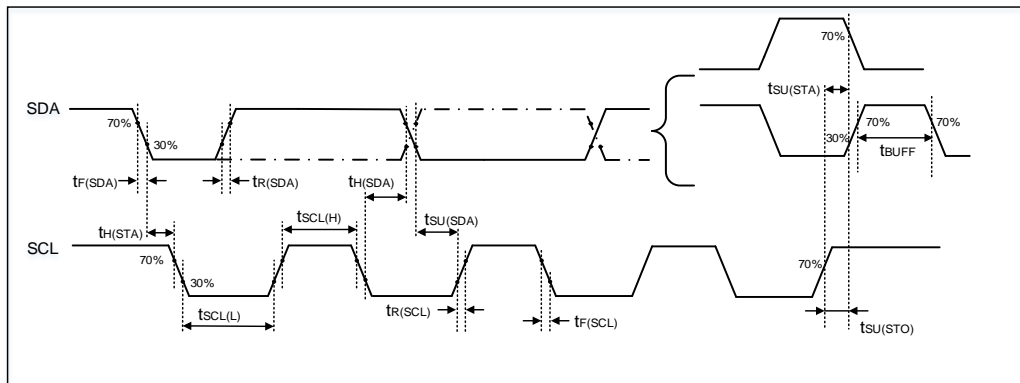 70%
tSU(STA)
SDA
70%
30%
30%
70%
70%
tBUFF
tF(SDA)
tR(SDA)
tH(SDA)
tSCL(H)
tSU(SDA)
tH(STA)
SCL
70%
30%
70%
tSCL(L)
tR(SCL)
tF(SCL)
tSU(STO)